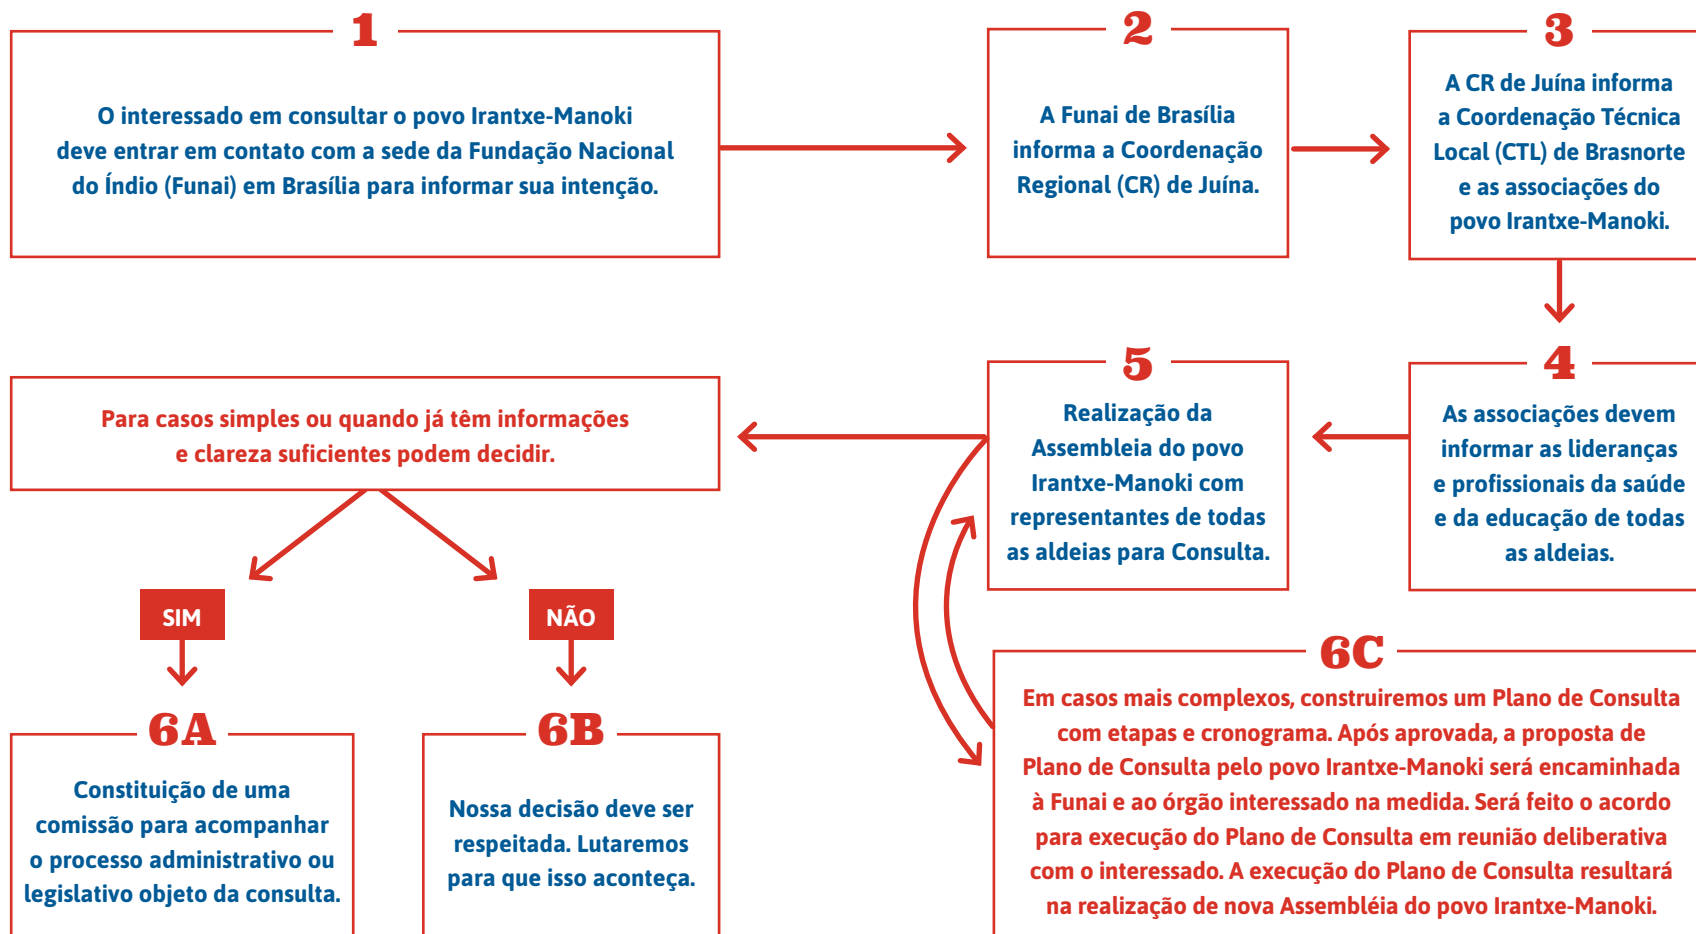 1
O interessado em consultar o povo Irantxe-Manoki
deve entrar em contato com a sede da Fundação Nacional
do Índio (Funai) em Brasília para informar sua intenção.
2
A Funai de Brasília
informa a Coordenação
Regional (CR) de Juína.
3
A CR de Juína informa
a Coordenação Técnica
Local (CTL) de Brasnorte
e as associações do
povo Irantxe-Manoki.
4
As associações devem
informar as lideranças
e profissionais da saúde
e da educação de todas
as aldeias.
5
Realização da
Assembleia do povo
Irantxe-Manoki com
representantes de todas
as aldeias para Consulta.
Para casos simples ou quando já têm informações
e clareza suficientes podem decidir.
SIM
NÃO
6A
Constituição de uma
comissão para acompanhar
o processo administrativo ou
legislativo objeto da consulta.
6B
Nossa decisão deve ser
respeitada. Lutaremos
para que isso aconteça.
6C
Em casos mais complexos, construiremos um Plano de Consulta
com etapas e cronograma. Após aprovada, a proposta de
Plano de Consulta pelo povo Irantxe-Manoki será encaminhada
à Funai e ao órgão interessado na medida. Será feito o acordo
para execução do Plano de Consulta em reunião deliberativa
com o interessado. A execução do Plano de Consulta resultará
na realização de nova Assembléia do povo Irantxe-Manoki.